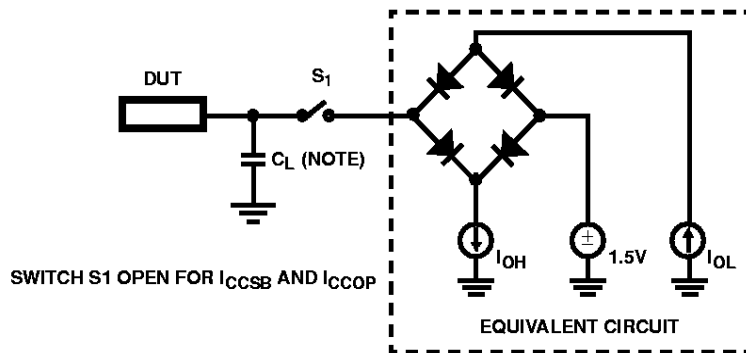 DUT
S1
CL (NOTE)
IOH
±
1.5V
IOL
SWITCH S1 OPEN FOR ICCSB AND ICCOP
EQUIVALENT CIRCUIT